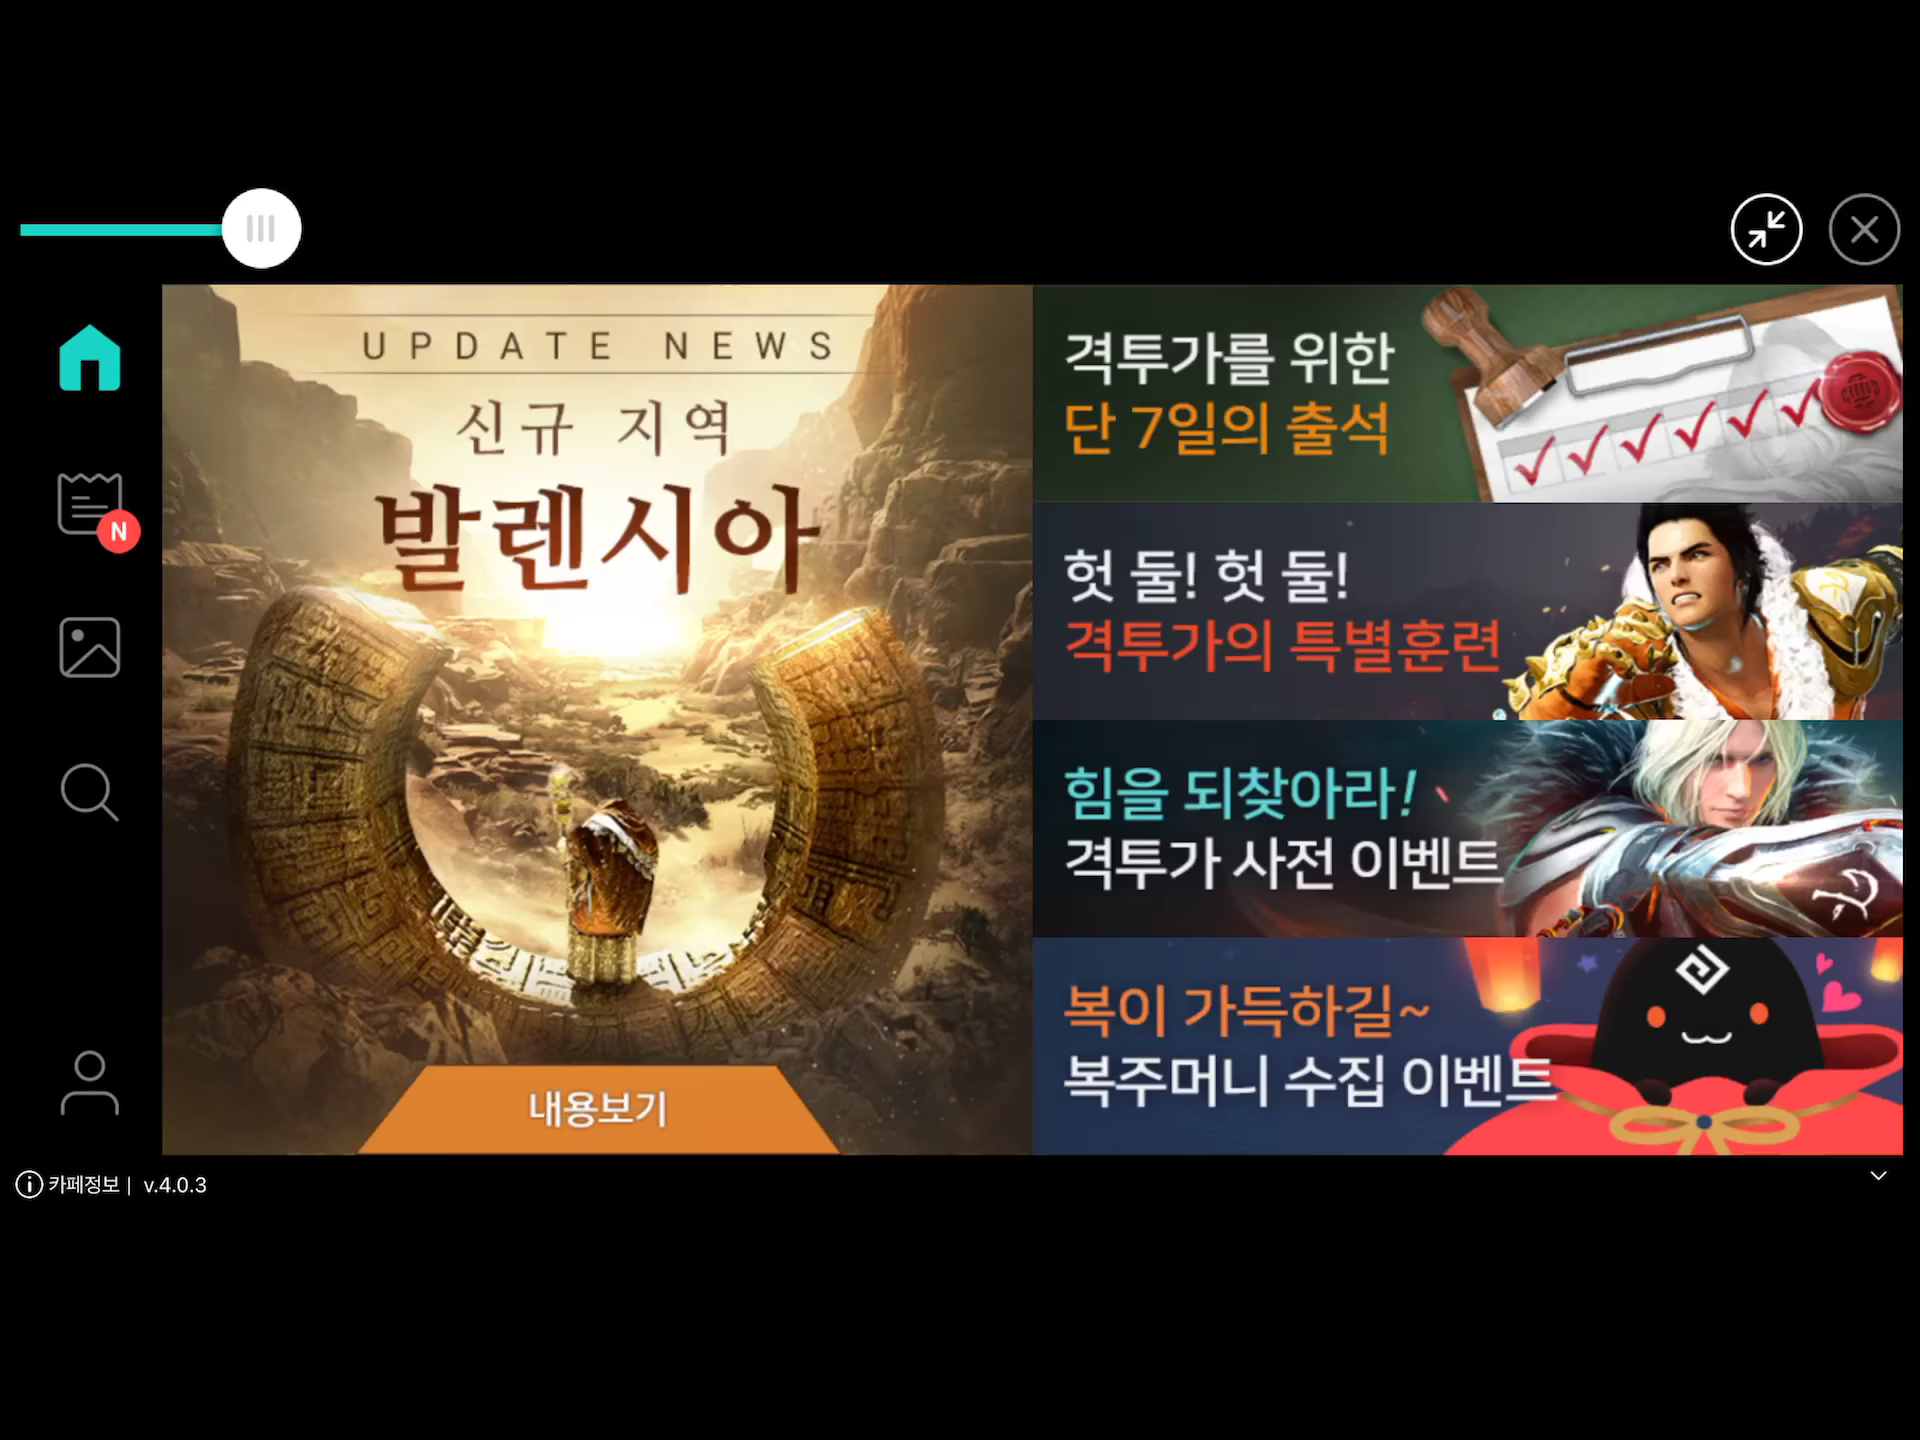 N
UPDATE NEWS
신규 지역
발렌시아
내용보기
격투가를 위한
단 7일의 출석
헛 둘! 헛 둘!
격투가의 특별훈련
힘을 되찾아라!
격투가 사전 이벤트
복이 가득하길~
복주머니 수집 이벤트
카페정보 | v.4.0.3